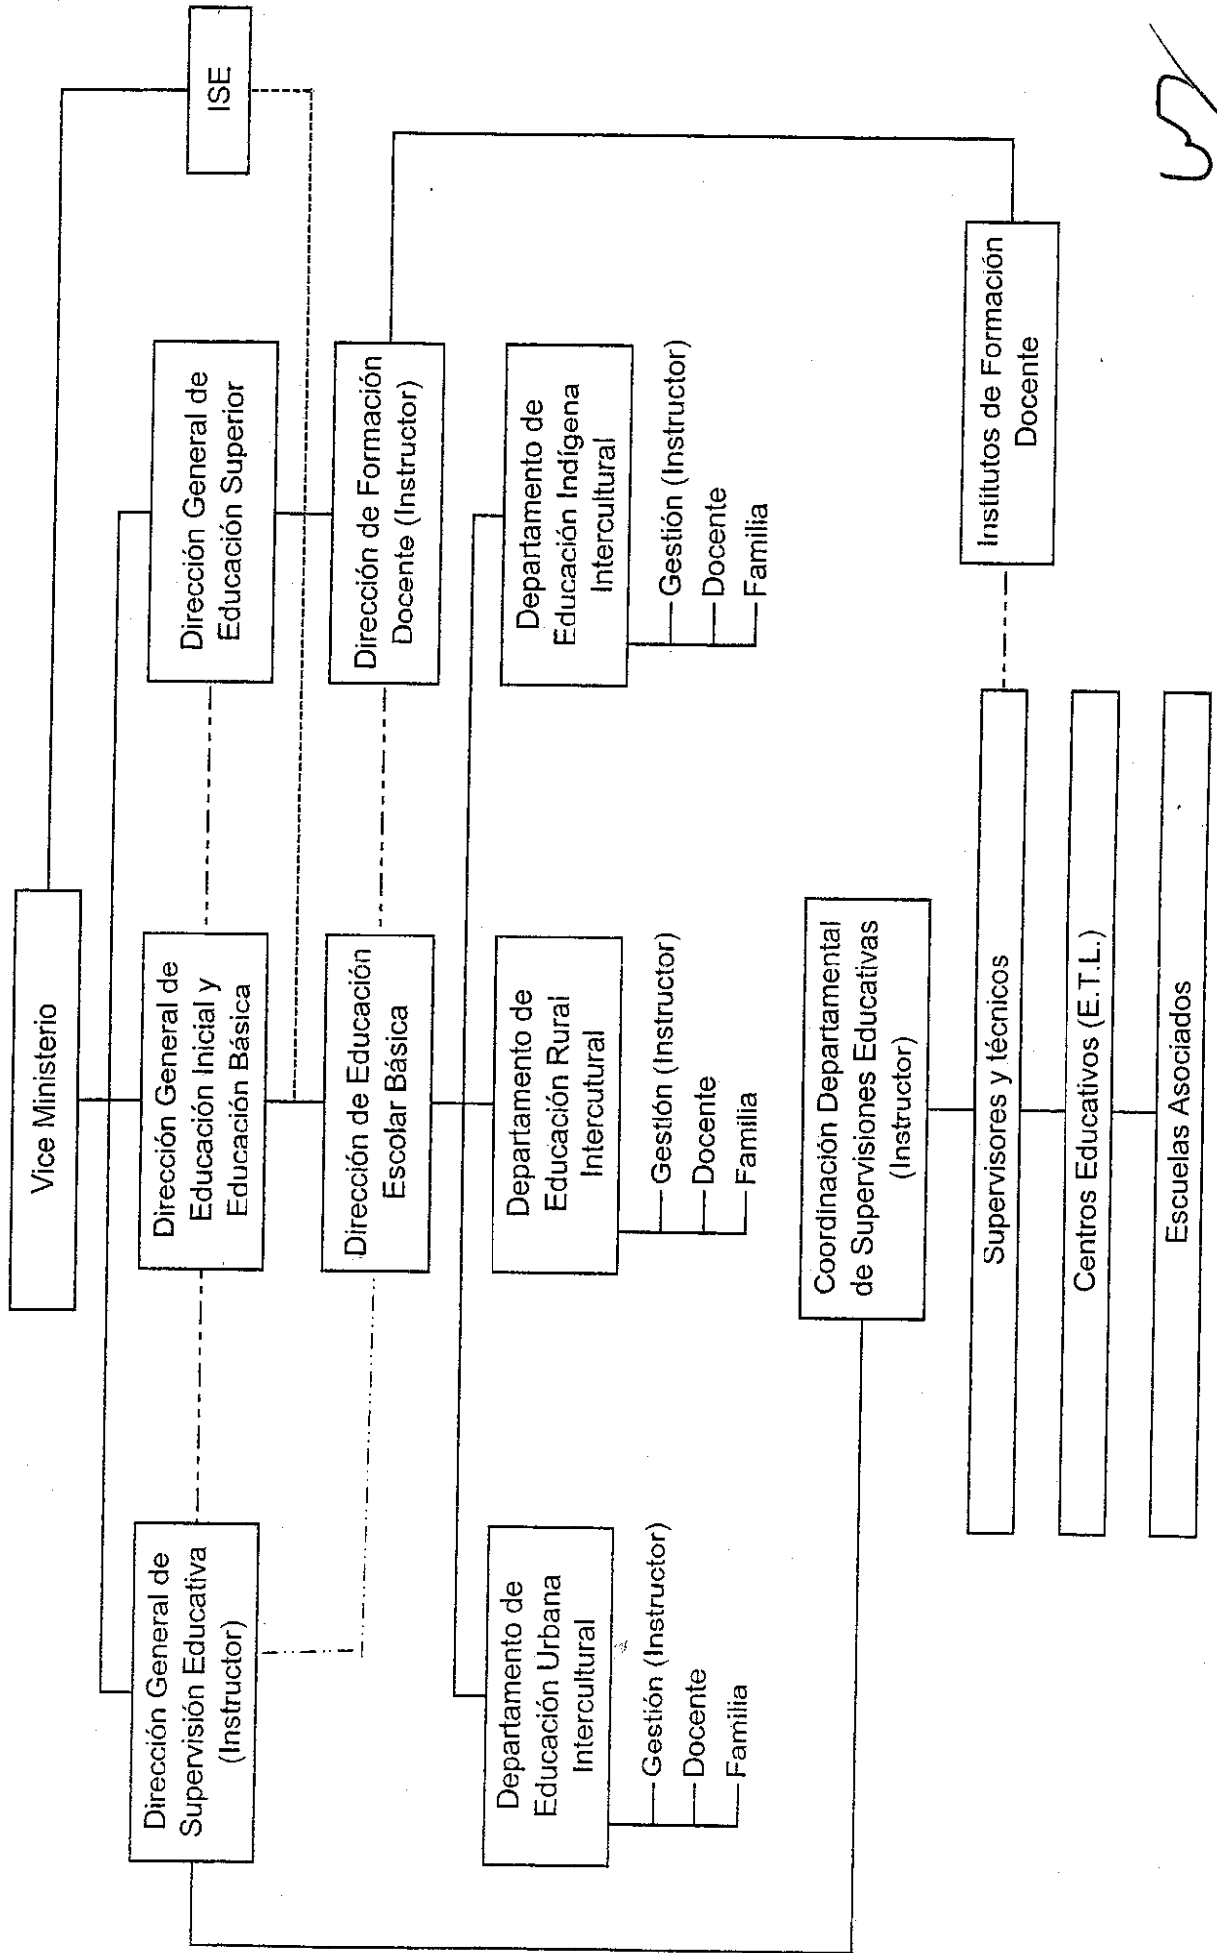 Vice Ministerio
ISE
Dirección General de
Supervisión Educativa
(Instructor)
Dirección General de
Educación Inicial y
Educación Básica
Dirección General de
Educación Superior
Dirección de Educación
Escolar Básica
Dirección de Formación
Docente (Instructor)
Departamento de
Educación Urbana
Intercultural
Gestión (Instructor)
Docente
Familia
Departamento de
Educación Rural
Intercutural
Gestión (Instructor)
Docente
Familia
Departamento de
Educación Indígena
Intercultural
Gestión (Instructor)
Docente
Familia
Coordinación Departamental
de Supervisiones Educativas
(Instructor)
Supervisores y técnicos
Institutos de Formación
Docente
Centros Educativos (E.T.L.)
Escuelas Asociados